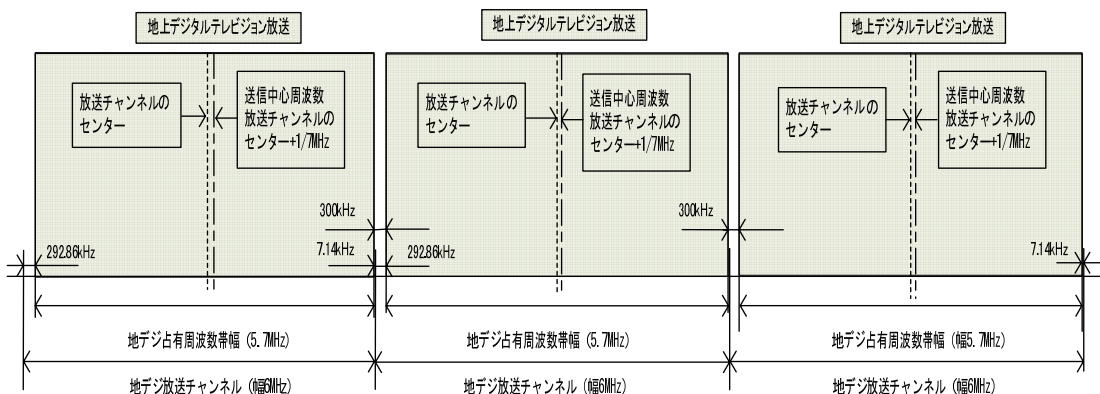 地上デジタルテレビジョン放送
地上デジタルテレビジョン放送
地上デジタルテレビジョン放送
放送チャンネルの
センター
送信中心周波数
放送チャンネルの
センター+1/7MHz
放送チャンネルの
センター
送信中心周波数
放送チャンネルの
センター+1/7MHz
放送チャンネルの
センター
送信中心周波数
放送チャンネルの
センター+1/7MHz
300kHz
300kHz
292.86kHz
7.14kHz
292.86kHz
7.14kHz
地デジ占有周波数帯幅（5.7MHz）
地デジ占有周波数帯幅（5.7MHz）
地デジ占有周波数帯幅（幅5.7MHz）
地デジ放送チャンネル（幅6MHz）
地デジ放送チャンネル（幅6MHz）
地デジ放送チャンネル（幅6MHz）